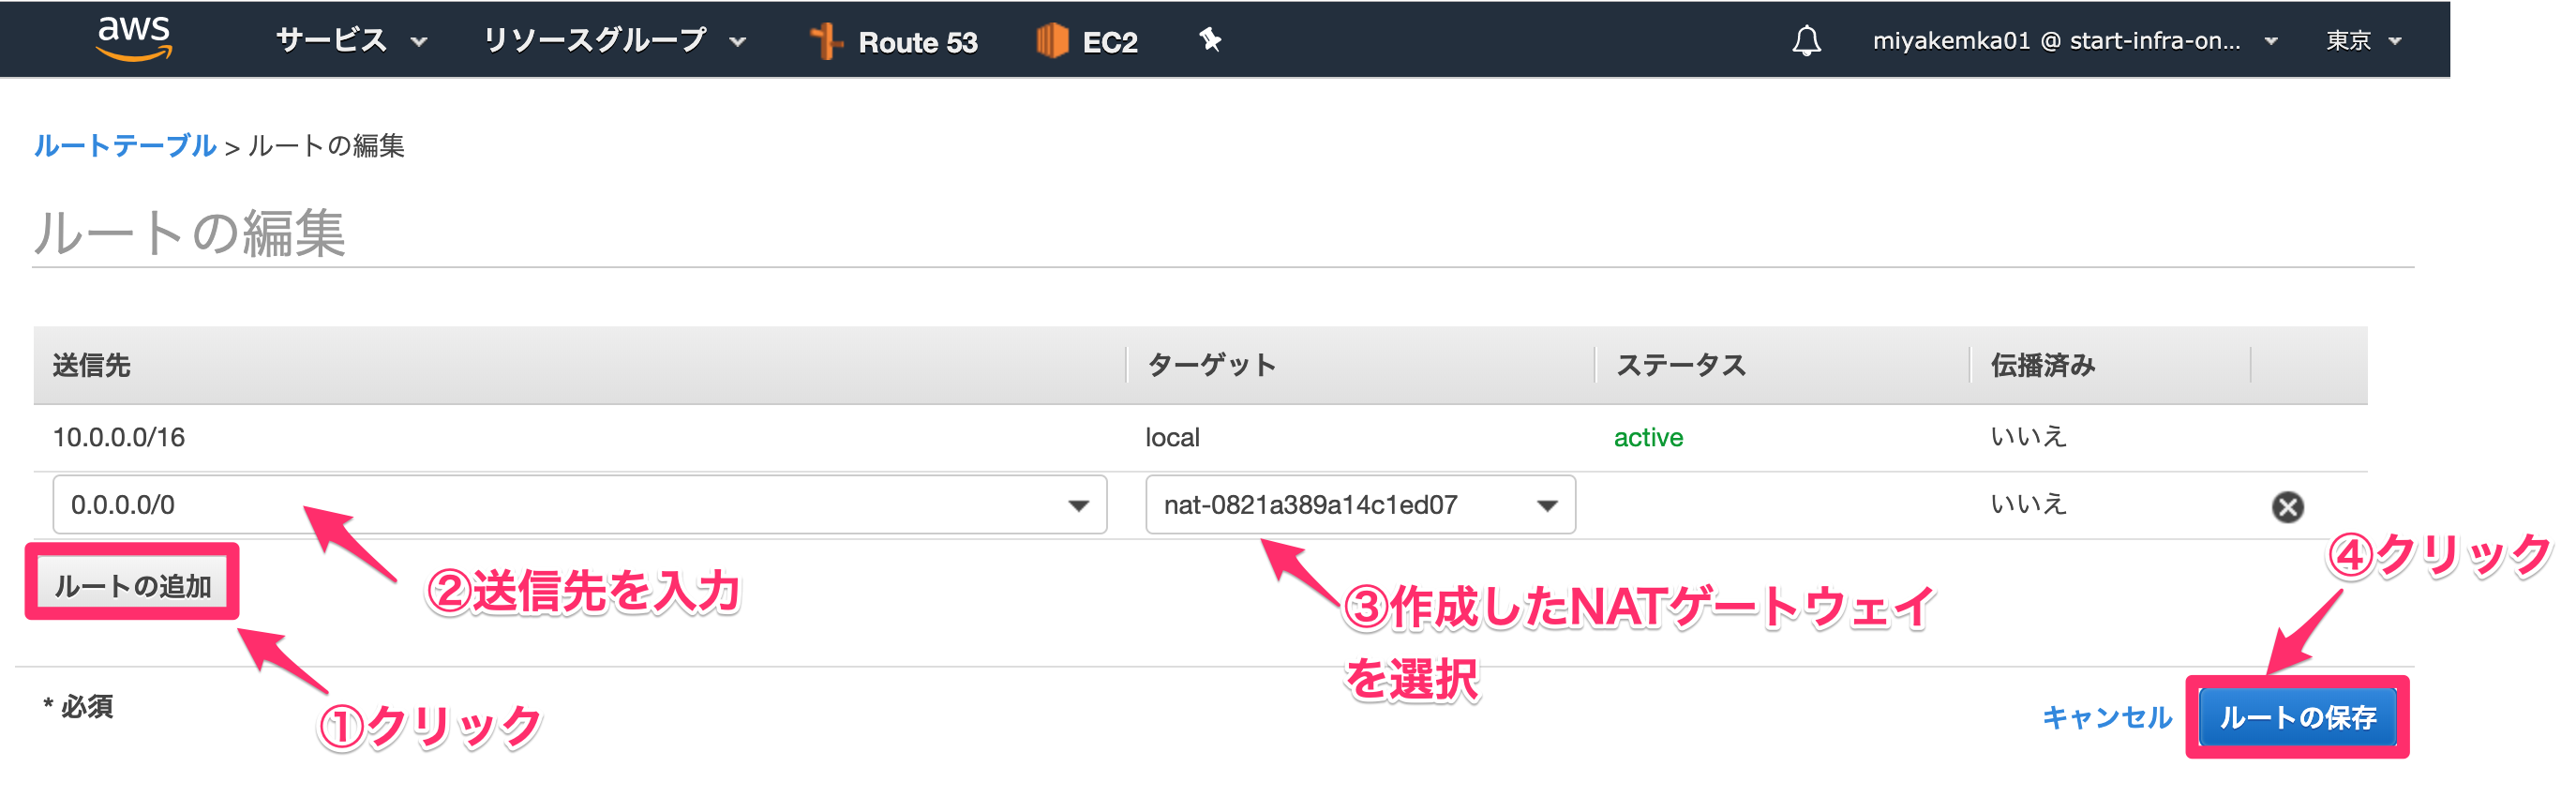 aws サービス リソースグループ Route 53 EC2 miyakemka01 @ start-infra-on... 東京
ルートテーブル > ルートの編集
ルートの編集
送信先 ターゲット ステータス 伝播済み
10.0.0.0/16 local active いいえ
0.0.0.0/0 nat-0821a389a14c1ed07 いいえ
ルートの追加
②送信先を入力
③作成したNATゲートウェイ
を選択
④クリック
①クリック
* 必須
キャンセル ルートの保存